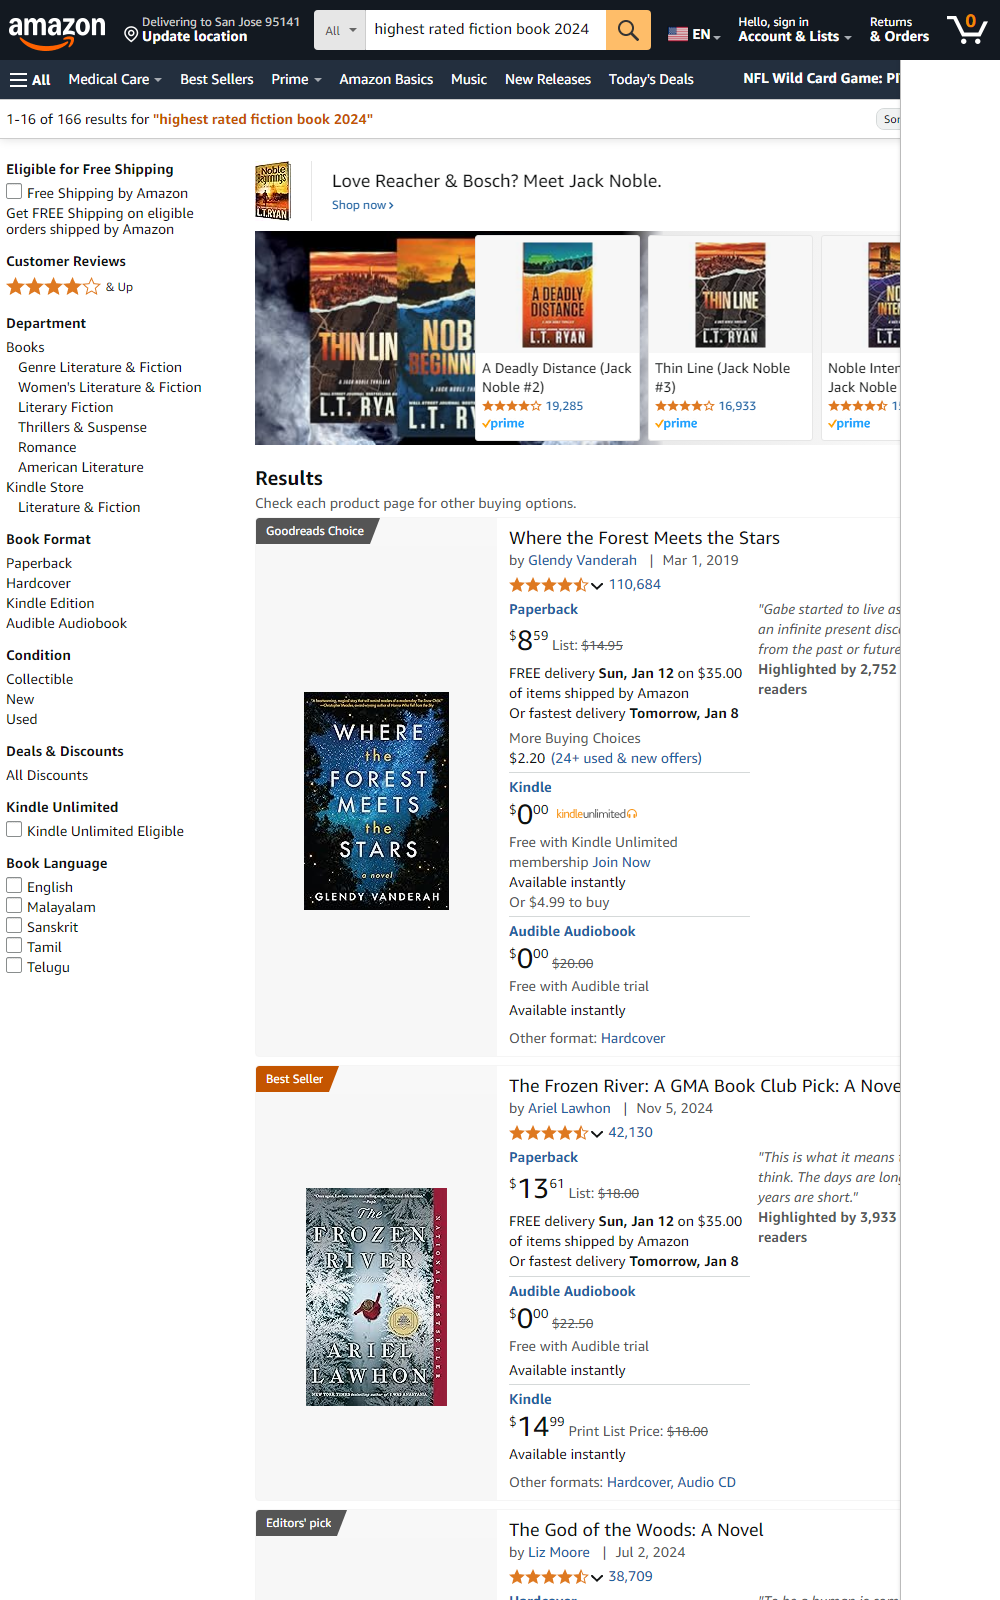 amazon
Delivering to San Jose 95141
Update location
All
highest rated fiction book 2024
EN
Hello, sign in
Account & Lists
Returns
& Orders
0
All
Medical Care
Best Sellers
Prime
Amazon Basics
Music
New Releases
Today's Deals
NFL Wild Card Game: PI
1-16 of 166 results for "highest rated fiction book 2024"
Sor
Eligible for Free Shipping
Free Shipping by Amazon
Get FREE Shipping on eligible
orders shipped by Amazon
Customer Reviews
& Up
Department
Books
Genre Literature & Fiction
Women's Literature & Fiction
Literary Fiction
Thrillers & Suspense
Romance
American Literature
Kindle Store
Literature & Fiction
Book Format
Paperback
Hardcover
Kindle Edition
Audible Audiobook
Condition
Collectible
New
Used
Deals & Discounts
All Discounts
Kindle Unlimited
Kindle Unlimited Eligible
Book Language
English
Malayalam
Sanskrit
Tamil
Telugu
Noble
Beginnings
L.T. RYAN
Love Reacher & Bosch? Meet Jack Noble.
Shop now ›
THIN LIN
A JACK NOBLE THRILLER
L.T. RYA
NOB
BEGINN
L.T. R
A DEADLY
DISTANCE
L.T. RYAN
A Deadly Distance (Jack
Noble #2)
19,285
prime
THIN LINE
L.T. RYAN
Thin Line (Jack Noble
#3)
16,933
prime
NO
INTE
L.T.
Noble Inten
Jack Noble
15
prime
Results
Check each product page for other buying options.
Goodreads Choice
WHERE
the
FOREST
MEETS
the
STARS
a novel
GLENDY VANDERAH
Where the Forest Meets the Stars
by Glendy Vanderah | Mar 1, 2019
110,684
Paperback
$8.59 List: $14.95
FREE delivery Sun, Jan 12 on $35.00
of items shipped by Amazon
Or fastest delivery Tomorrow, Jan 8
More Buying Choices
$2.20 (24+ used & new offers)
Kindle
$0.00 kindleunlimited
Free with Kindle Unlimited
membership Join Now
Available instantly
Or $4.99 to buy
Audible Audiobook
$0.00 $20.00
Free with Audible trial
Available instantly
Other format: Hardcover
"Gabe started to live as
an infinite present disc
from the past or future
Highlighted by 2,752
readers
Best Seller
The
FROZEN
RIVER
ARIEL
LAWHON
NATIONAL BESTSELLER
The Frozen River: A GMA Book Club Pick: A Nove
by Ariel Lawhon | Nov 5, 2024
42,130
Paperback
$13.61 List: $18.00
FREE delivery Sun, Jan 12 on $35.00
of items shipped by Amazon
Or fastest delivery Tomorrow, Jan 8
Audible Audiobook
$0.00 $22.50
Free with Audible trial
Available instantly
Kindle
$14.99 Print List Price: $18.00
Available instantly
Other formats: Hardcover, Audio CD
"This is what it means t
think. The days are long
years are short."
Highlighted by 3,933
readers
Editors' pick
The God of the Woods: A Novel
by Liz Moore | Jul 2, 2024
38,709
Hardcover
"To be a human is com